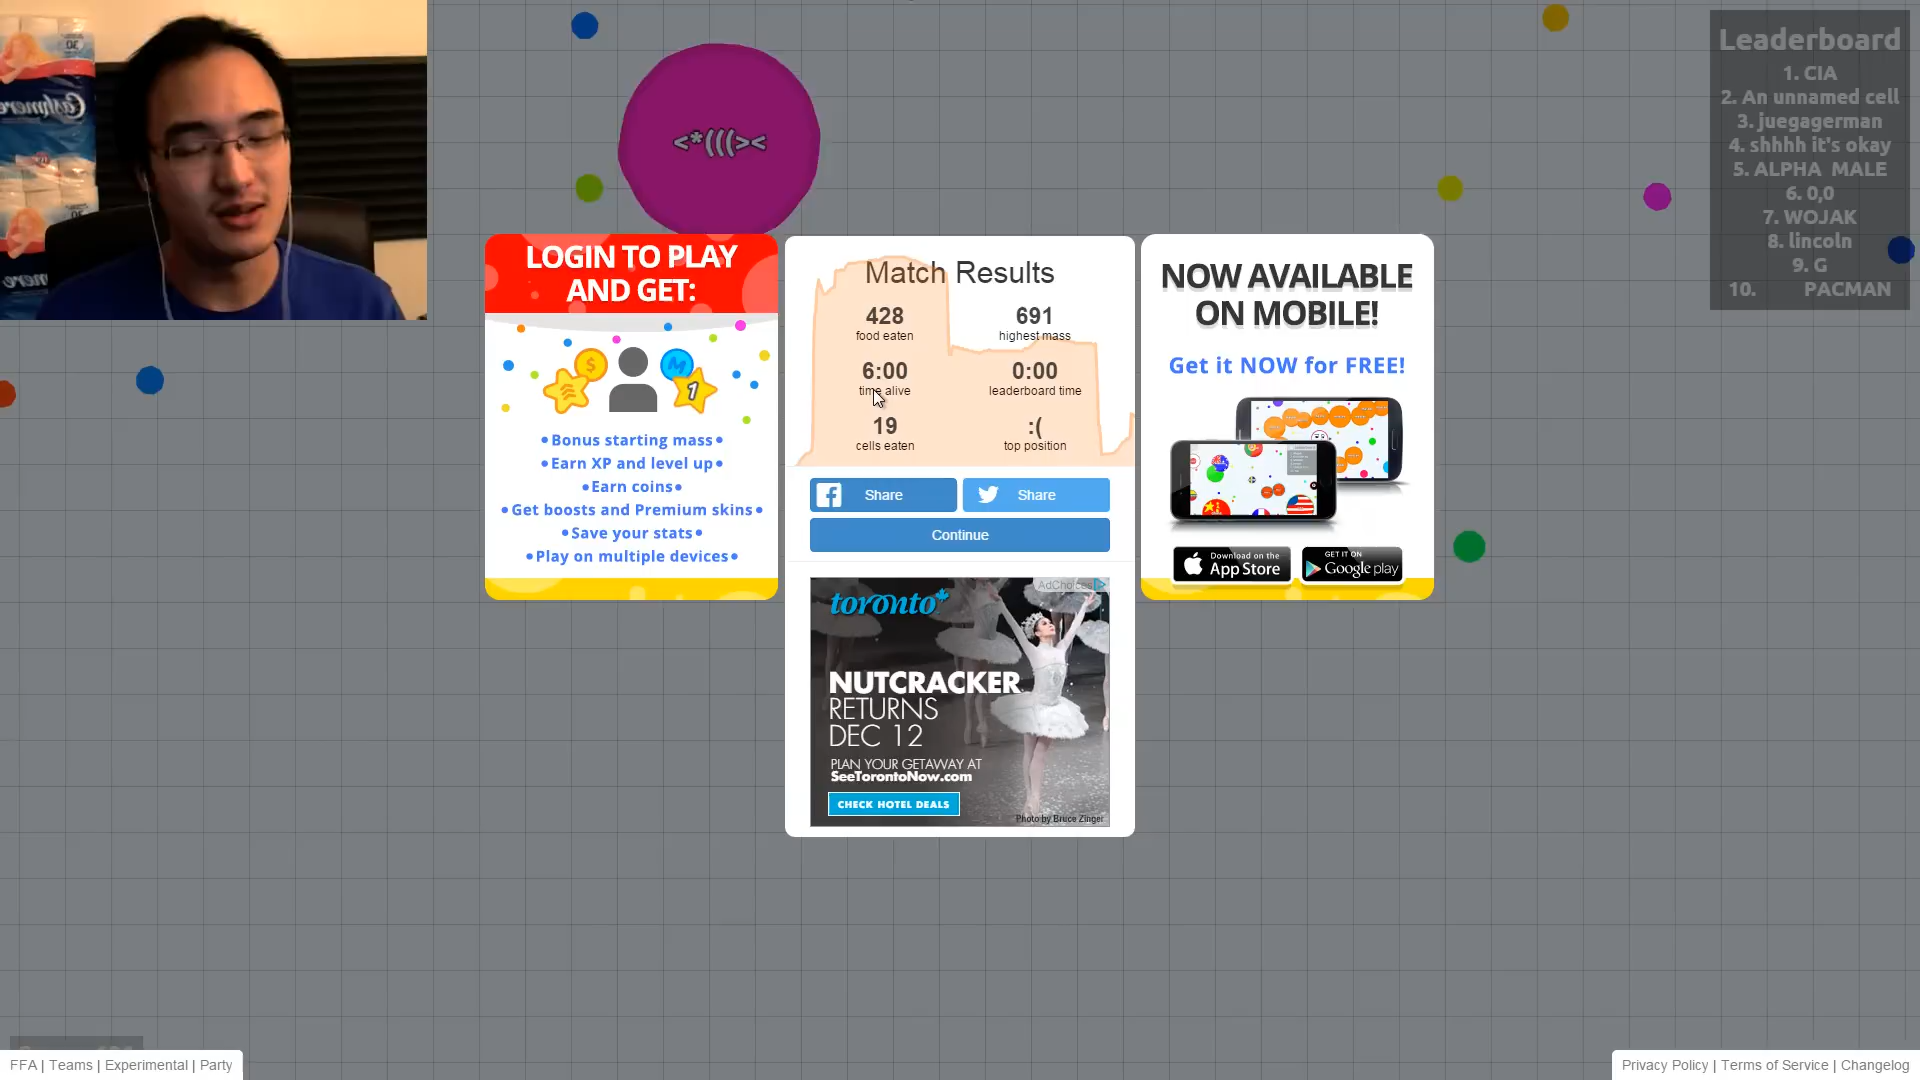 Cashmere
<*(((><
Leaderboard
1. CIA
2. An unnamed cell
3. juegagerman
4. shhhh it's okay
5. ALPHA MALE
6. 0,0
7. WOJAK
8. lincoln
9. G
10. PACMAN
LOGIN TO PLAY
AND GET:
•Bonus starting mass•
•Earn XP and level up•
•Earn coins•
•Get boosts and Premium skins•
•Save your stats•
•Play on multiple devices•
Match Results
428
food eaten
691
highest mass
6:00
time alive
0:00
leaderboard time
19
cells eaten
:(
top position
Share
Share
Continue
AdChoices
toronto
NUTCRACKER
RETURNS
DEC 12
PLAN YOUR GETAWAY AT
SeeTorontoNow.com
CHECK HOTEL DEALS
Photo by Bruce Zinger
NOW AVAILABLE
ON MOBILE!
Get it NOW for FREE!
Download on the
App Store
GET IT ON
Google play
FFA | Teams | Experimental | Party
Privacy Policy | Terms of Service | Changelog